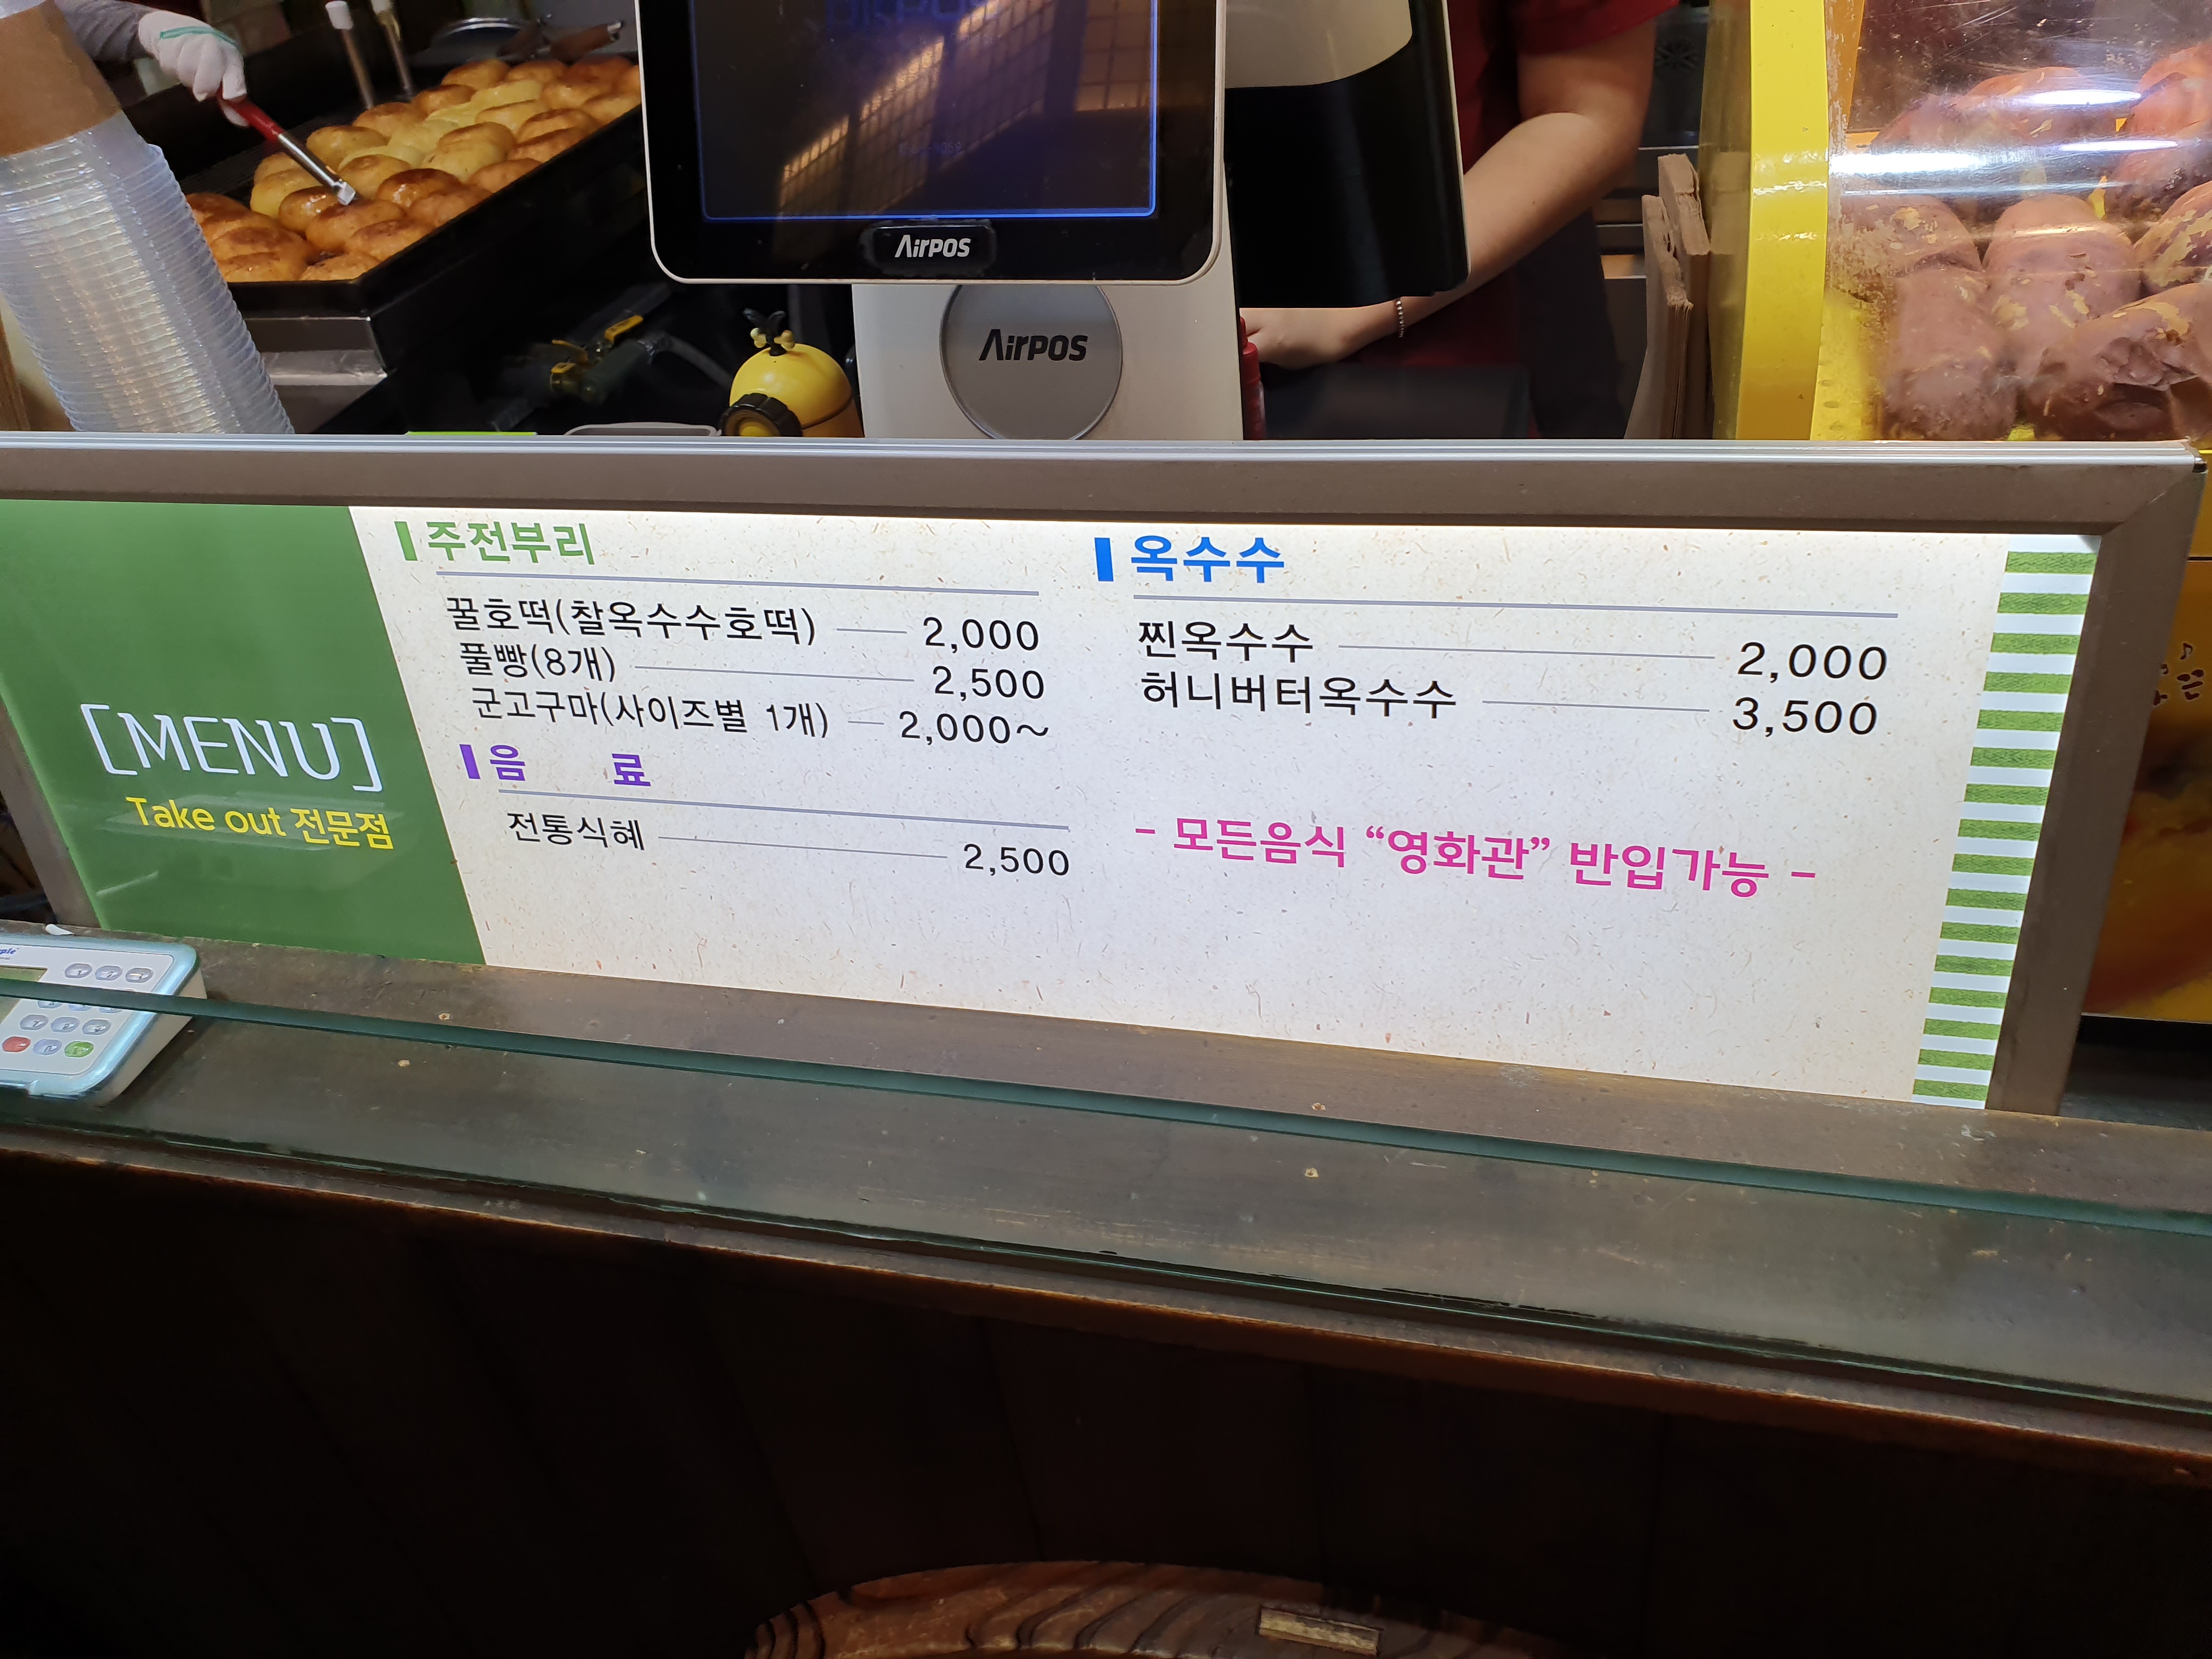 AirPOS
AirPOS
[MENU]
Take out 전문점
주전부리
꿀호떡(찰옥수수호떡) 2,000
풀빵(8개) 2,500
군고구마(사이즈별 1개) 2,000~
음 료
전통식혜 2,500
옥수수
찐옥수수 2,000
허니버터옥수수 3,500
- 모든음식 “영화관” 반입가능 -